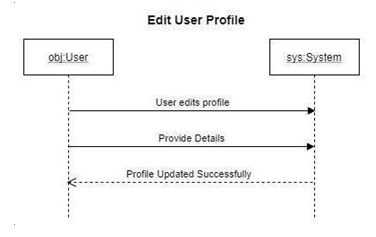 Edit User Profile
obj:User
sys:System
User edits profile
Provide Details
Profile Updated Successfully